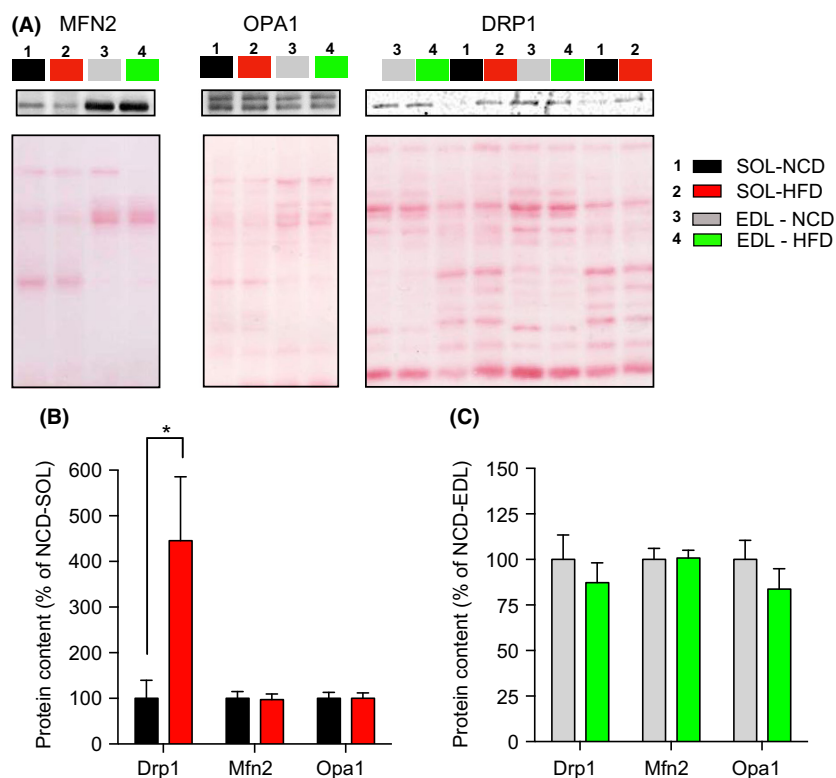 (A)
MFN2
OPA1
DRP1
1 2 3 4
1 2 3 4
3 4 1 2 3 4 1 2
1 SOL-NCD
2 SOL-HFD
3 EDL - NCD
4 EDL - HFD
(B)
*
Protein content (% of NCD-SOL)
600
500
400
300
200
100
0
Drp1 Mfn2 Opa1
(C)
Protein content (% of NCD-EDL)
150
125
100
75
50
25
0
Drp1 Mfn2 Opa1